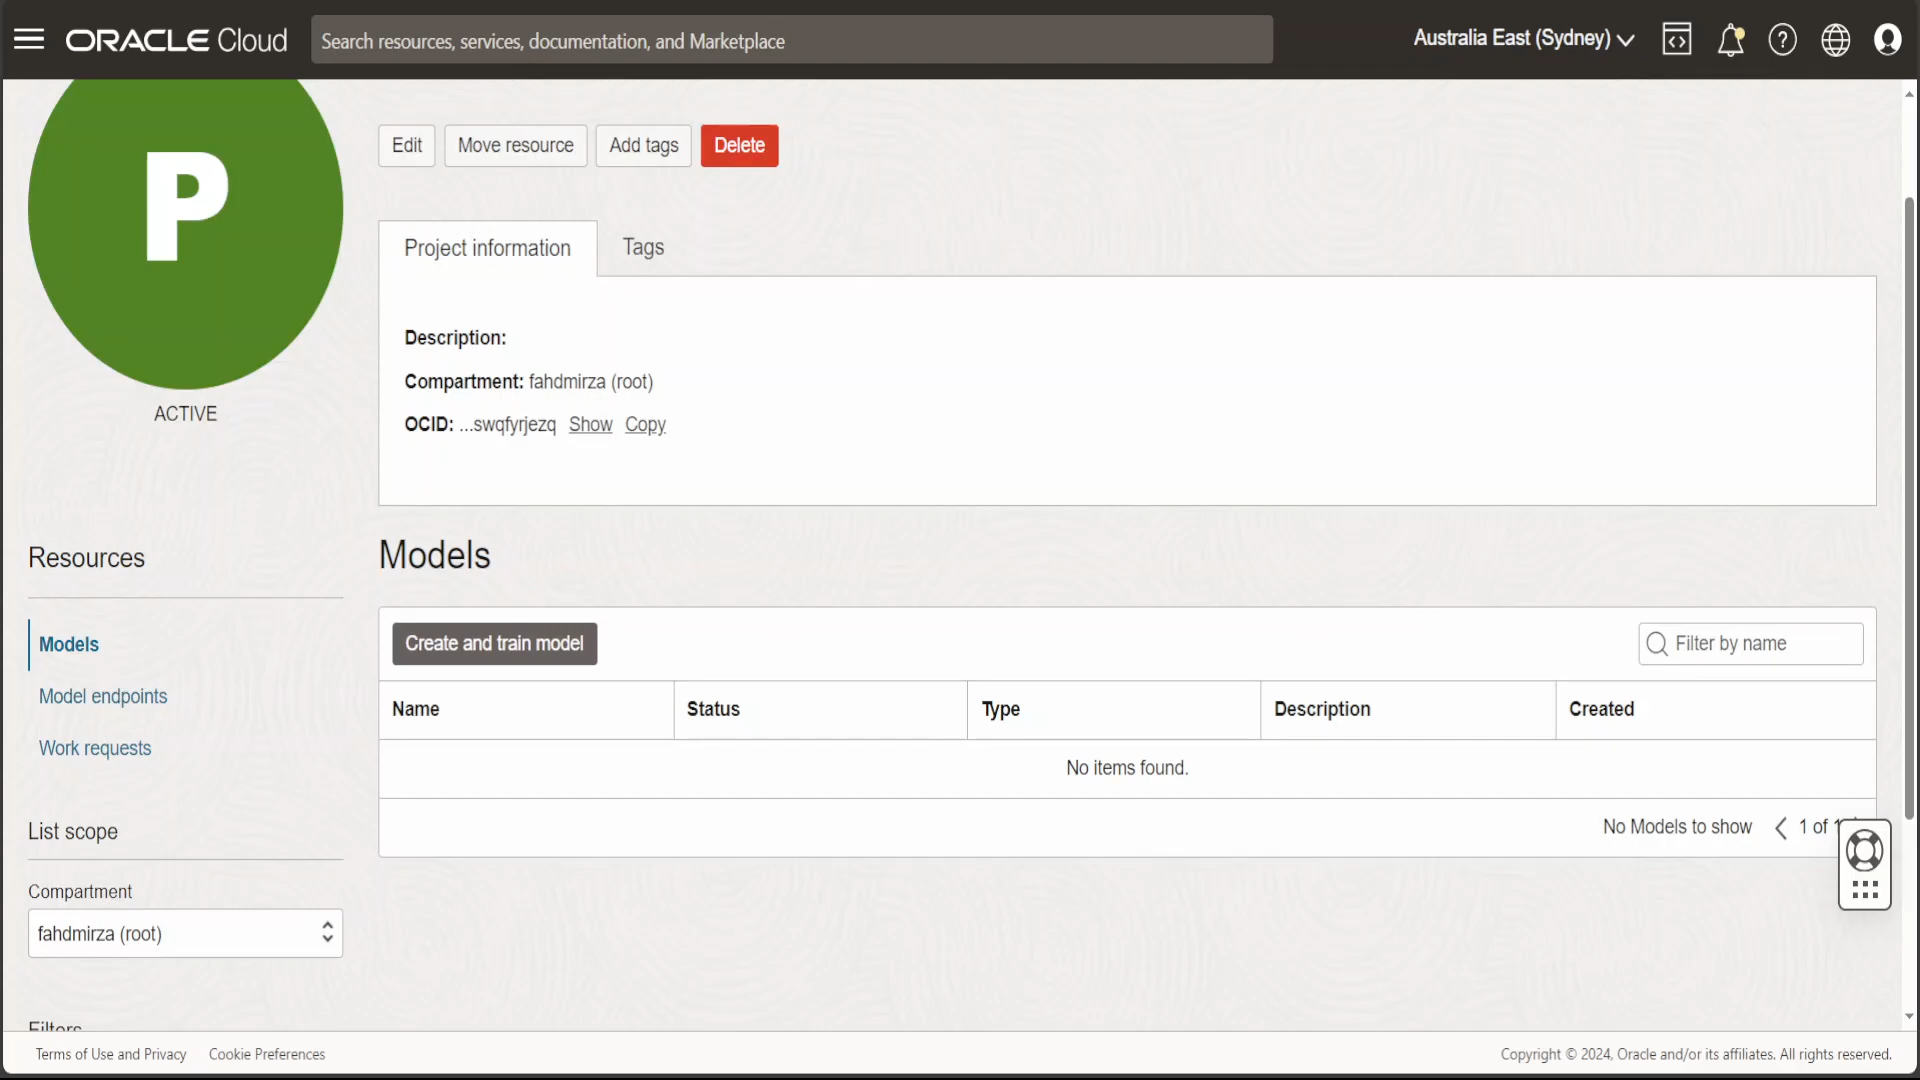 ORACLE Cloud
Search resources, services, documentation, and Marketplace
Australia East (Sydney)
P
ACTIVE
Edit
Move resource
Add tags
Delete
Project information
Tags
Description:
Compartment: fahdmirza (root)
OCID: ...swqfyrjezq Show Copy
Resources
Models
Model endpoints
Work requests
List scope
Compartment
fahdmirza (root)
Filters
Models
Create and train model
Filter by name
Name Status Type Description Created
No items found.
No Models to show 1 of 1
Terms of Use and Privacy Cookie Preferences
Copyright © 2024, Oracle and/or its affiliates. All rights reserved.